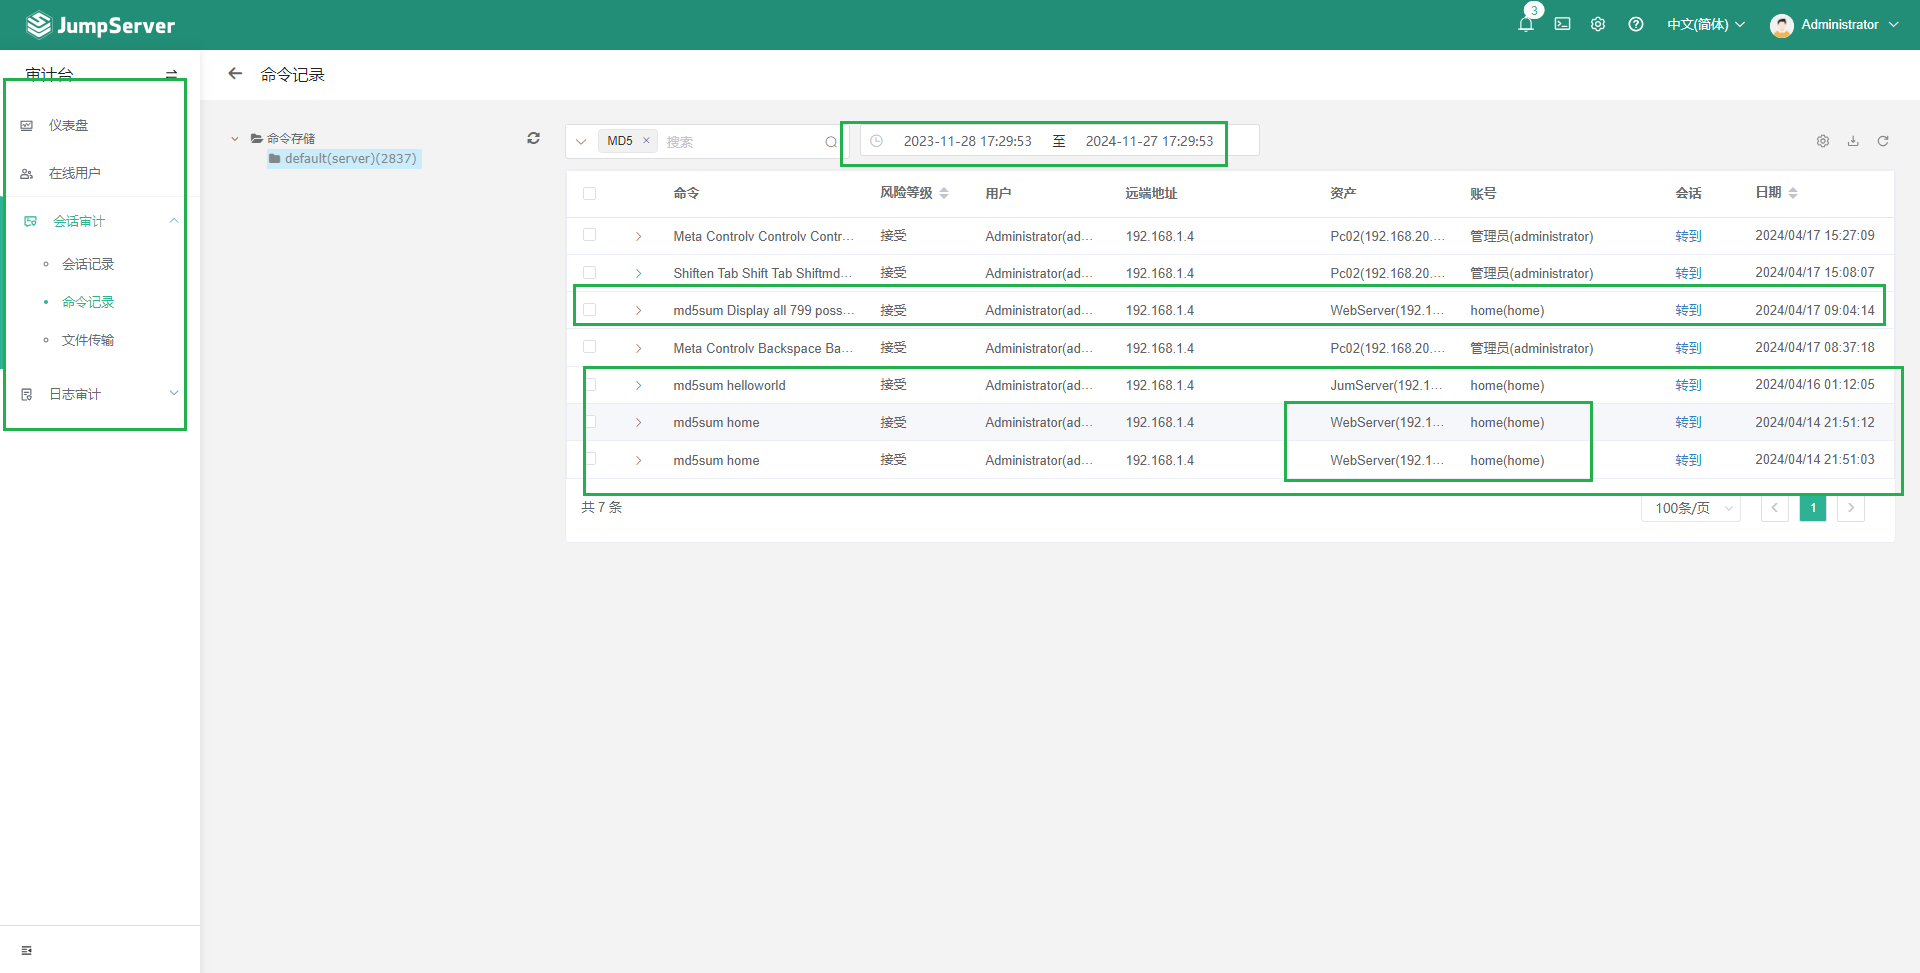 JumpServer
3
中文(简体)
Administrator
审计台
命令记录
仪表盘
在线用户
会话审计
会话记录
命令记录
文件传输
日志审计
命令存储
default(server)(2837)
MD5 × 搜索
2023-11-28 17:29:53 至 2024-11-27 17:29:53
命令 风险等级 用户 远端地址 资产 账号 会话 日期
Meta Controlv Controlv Contr... 接受 Administrator(ad... 192.168.1.4 Pc02(192.168.20.... 管理员(administrator) 转到 2024/04/17 15:27:09
Shiften Tab Shift Tab Shiftmd... 接受 Administrator(ad... 192.168.1.4 Pc02(192.168.20.... 管理员(administrator) 转到 2024/04/17 15:08:07
md5sum Display all 799 poss... 接受 Administrator(ad... 192.168.1.4 WebServer(192.1... home(home) 转到 2024/04/17 09:04:14
Meta Controlv Backspace Ba... 接受 Administrator(ad... 192.168.1.4 Pc02(192.168.20.... 管理员(administrator) 转到 2024/04/17 08:37:18
md5sum helloworld 接受 Administrator(ad... 192.168.1.4 JumServer(192.1... home(home) 转到 2024/04/16 01:12:05
md5sum home 接受 Administrator(ad... 192.168.1.4 WebServer(192.1... home(home) 转到 2024/04/14 21:51:12
md5sum home 接受 Administrator(ad... 192.168.1.4 WebServer(192.1... home(home) 转到 2024/04/14 21:51:03
共 7 条
100条/页
1